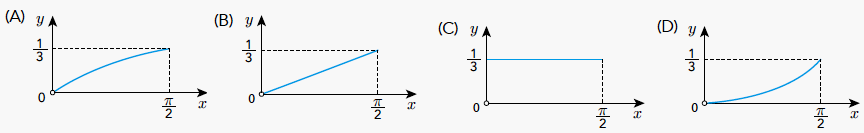 (A) y 1/3 0 π/2 x
(B) y 1/3 0 π/2 x
(C) y 1/3 0 π/2 x
(D) y 1/3 0 π/2 x